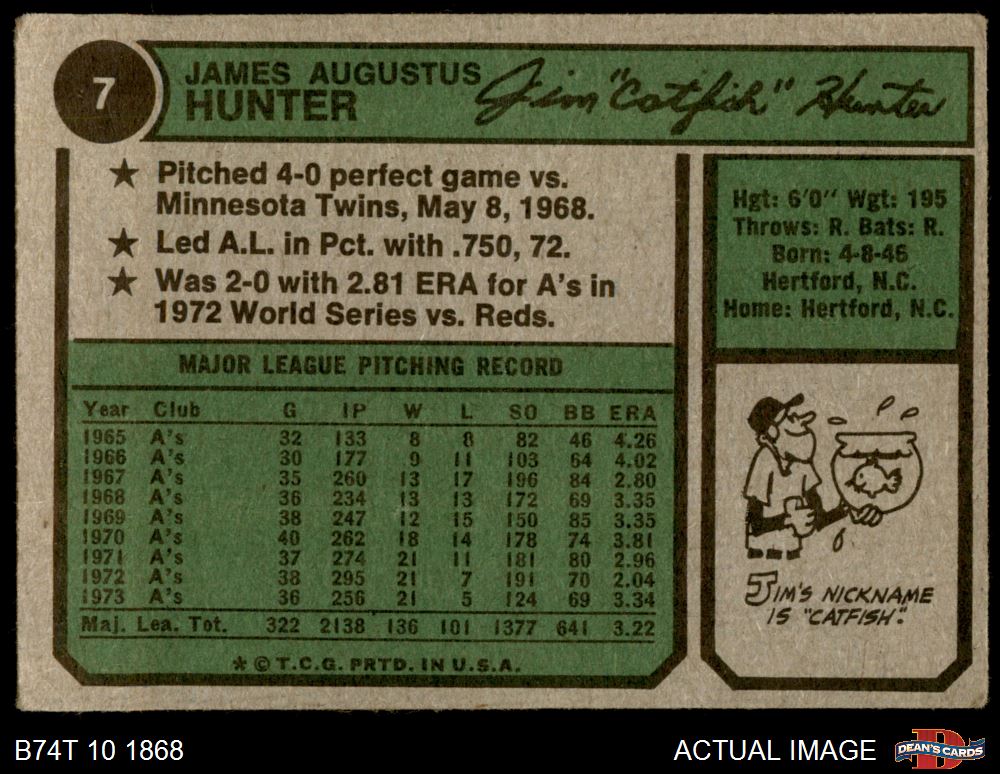 7
JAMES AUGUSTUS
HUNTER
Jim "Catfish" Hunter
★ Pitched 4-0 perfect game vs.
Minnesota Twins, May 8, 1968.
★ Led A.L. in Pct. with .750, 72.
★ Was 2-0 with 2.81 ERA for A's in
1972 World Series vs. Reds.
Hgt: 6'0" Wgt: 195
Throws: R. Bats: R.
Born: 4-8-46
Hertford, N.C.
Home: Hertford, N.C.
MAJOR LEAGUE PITCHING RECORD
Year Club G IP W L SO BB ERA
1965 A's 32 133 8 8 82 46 4.26
1966 A's 30 177 9 11 103 64 4.02
1967 A's 35 260 13 17 196 84 2.80
1968 A's 36 234 13 13 172 69 3.35
1969 A's 38 247 12 15 150 85 3.35
1970 A's 40 262 18 14 178 74 3.81
1971 A's 37 274 21 11 181 80 2.96
1972 A's 38 295 21 7 191 70 2.04
1973 A's 36 256 21 5 124 69 3.34
Maj. Lea. Tot. 322 2138 136 101 1377 641 3.22
* © T.C.G. PRTD. IN U.S.A.
JIM'S NICKNAME
IS "CATFISH".
B74T 10 1868
ACTUAL IMAGE
D
DEAN'S CARDS